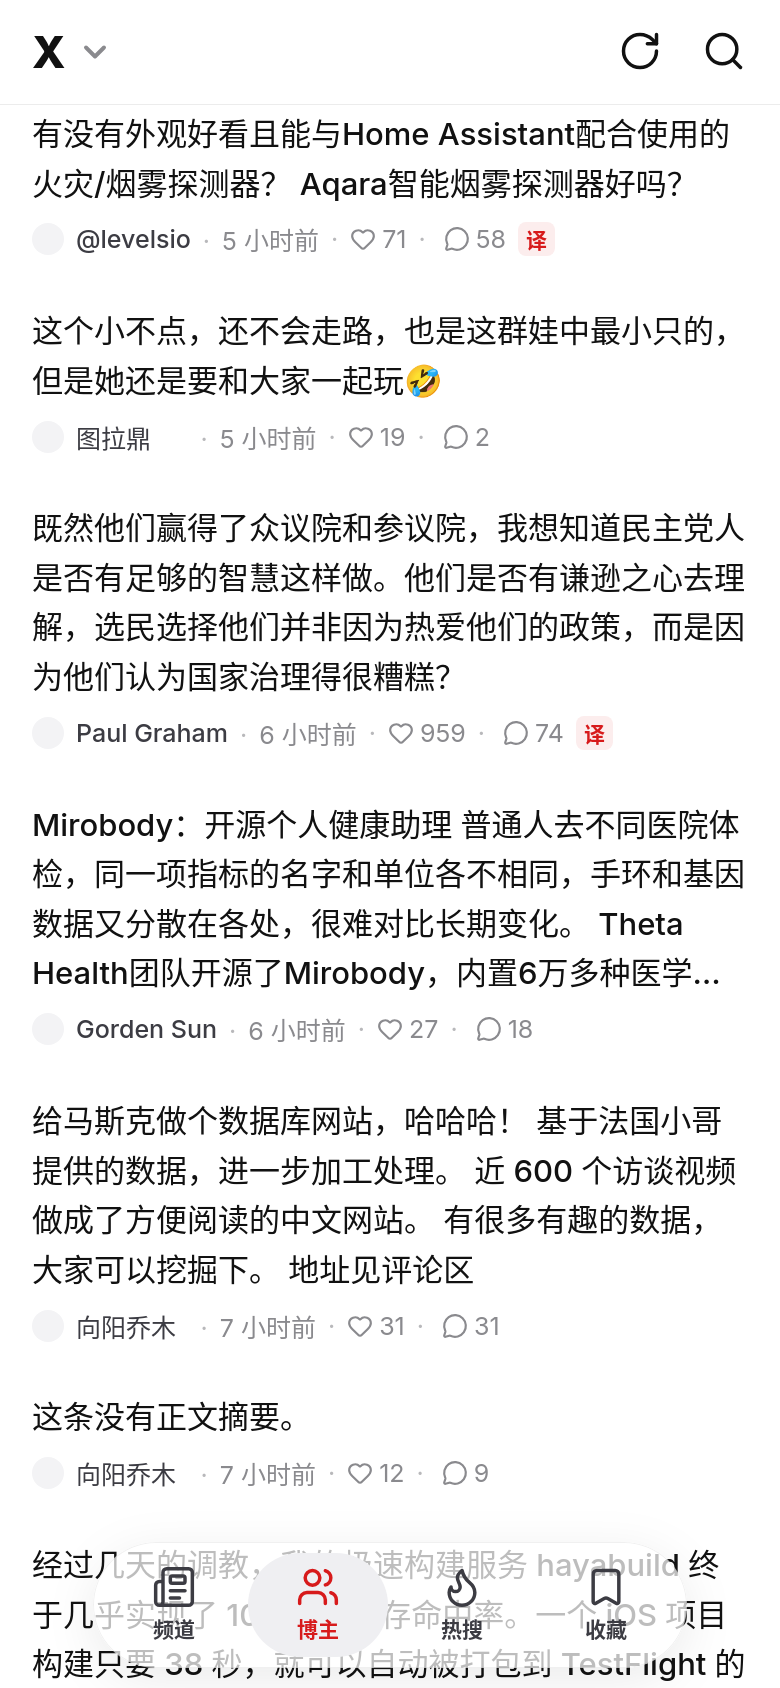 X
有没有外观好看且能与Home Assistant配合使用的
火灾/烟雾探测器？ Aqara智能烟雾探测器好吗？
@levelsio · 5 小时前 · 71 · 58 译
这个小不点，还不会走路，也是这群娃中最小只的，
但是她还是要和大家一起玩🤣
图拉鼎 · 5 小时前 · 19 · 2
既然他们赢得了众议院和参议院，我想知道民主党人
是否有足够的智慧这样做。他们是否有谦逊之心去理
解，选民选择他们并非因为热爱他们的政策，而是因
为他们认为国家治理得很糟糕？
Paul Graham · 6 小时前 · 959 · 74 译
Mirobody：开源个人健康助理 普通人去不同医院体
检，同一项指标的名字和单位各不相同，手环和基因
数据又分散在各处，很难对比长期变化。 Theta
Health团队开源了Mirobody，内置6万多种医学...
Gorden Sun · 6 小时前 · 27 · 18
给马斯克做个数据库网站，哈哈哈！ 基于法国小哥
提供的数据，进一步加工处理。 近 600 个访谈视频
做成了方便阅读的中文网站。 有很多有趣的数据，
大家可以挖掘下。 地址见评论区
向阳乔木 · 7 小时前 · 31 · 31
这条没有正文摘要。
向阳乔木 · 7 小时前 · 12 · 9
经过几天的调教，我的极速构建服务 hayabuild 终
于几乎实现了 10 存命中率。一个 iOS 项目
构建只要 38 秒，就可以自动被打包到 TestFlight 的
频道
博主
热搜
收藏